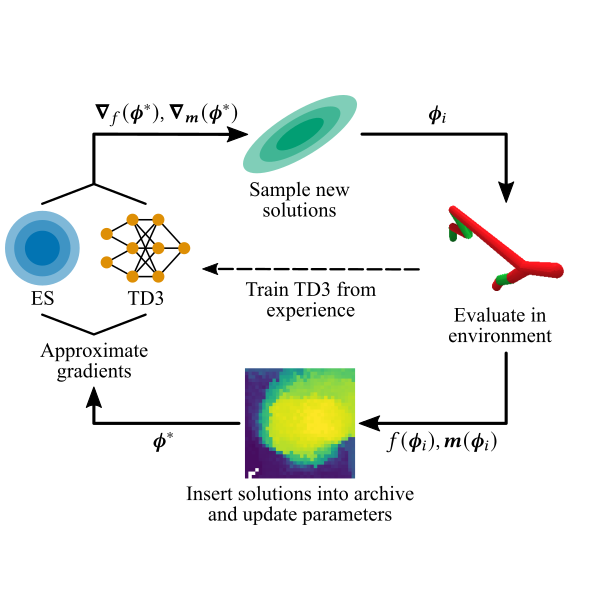 ∇f(ϕ*), ∇m(ϕ*)
ϕi
Sample new
solutions
ES
TD3
Train TD3 from
experience
Evaluate in
environment
Approximate
gradients
ϕ*
f(ϕi), m(ϕi)
Insert solutions into archive
and update parameters